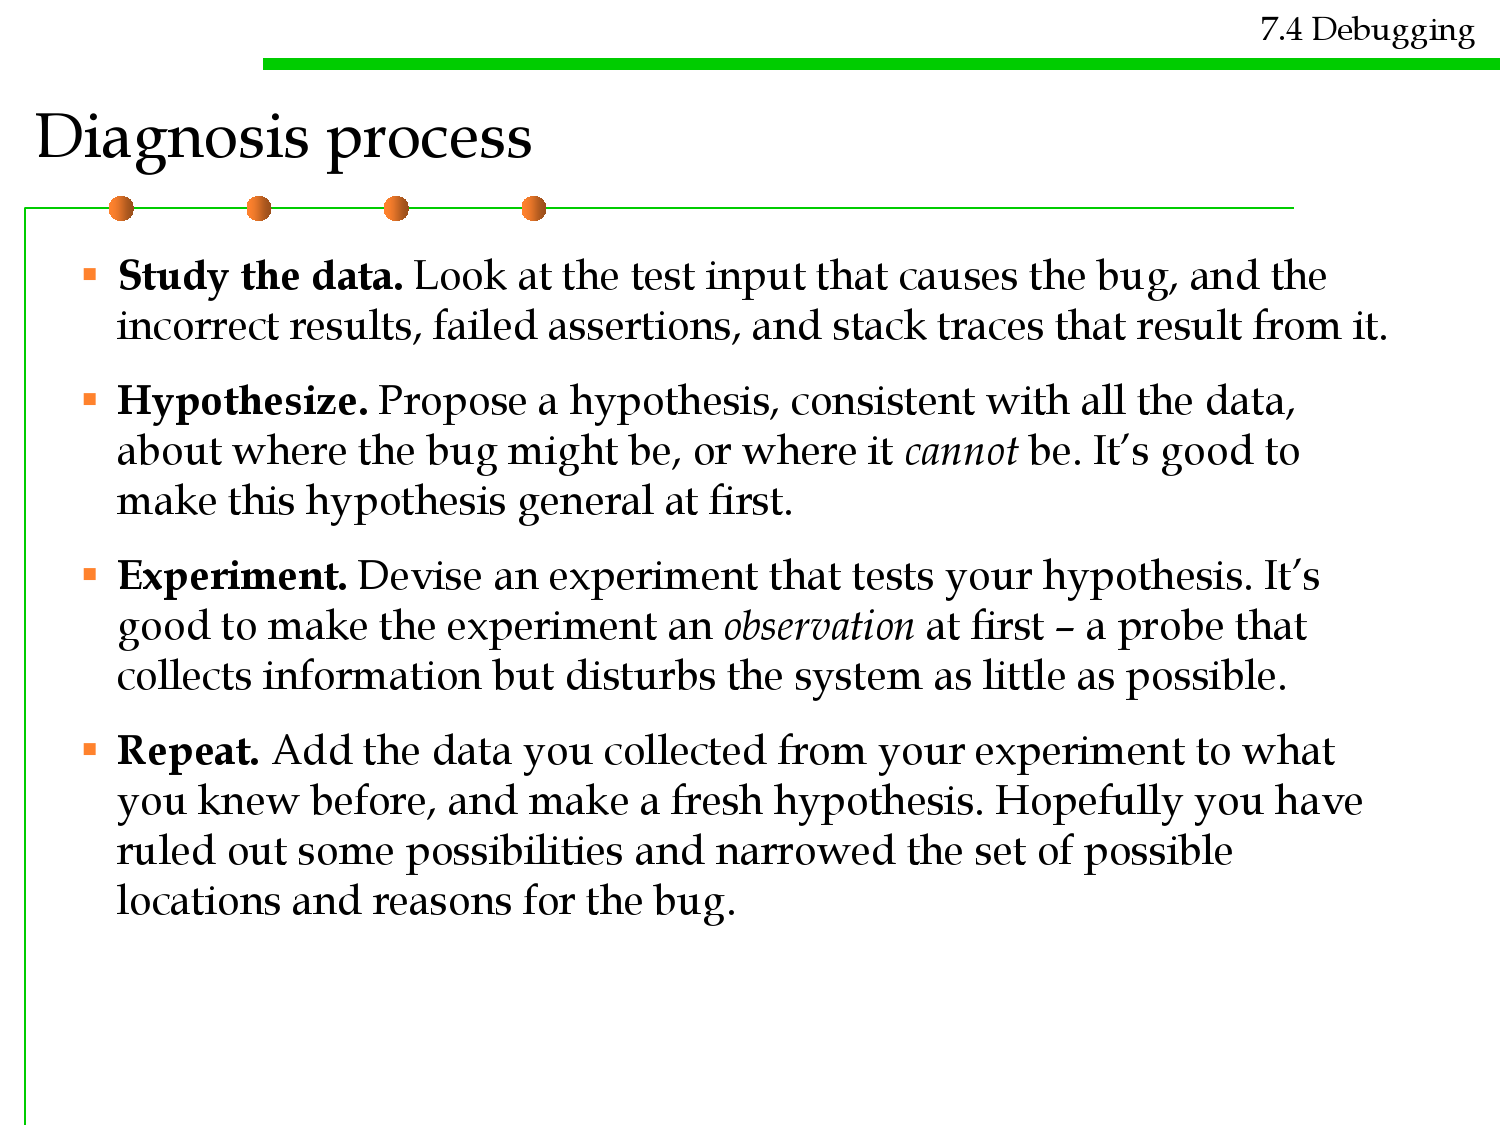 7.4 Debugging
Diagnosis process
Study the data. Look at the test input that causes the bug, and the
incorrect results, failed assertions, and stack traces that result from it.
Hypothesize. Propose a hypothesis, consistent with all the data,
about where the bug might be, or where it cannot be. It’s good to
make this hypothesis general at first.
Experiment. Devise an experiment that tests your hypothesis. It’s
good to make the experiment an observation at first – a probe that
collects information but disturbs the system as little as possible.
Repeat. Add the data you collected from your experiment to what
you knew before, and make a fresh hypothesis. Hopefully you have
ruled out some possibilities and narrowed the set of possible
locations and reasons for the bug.